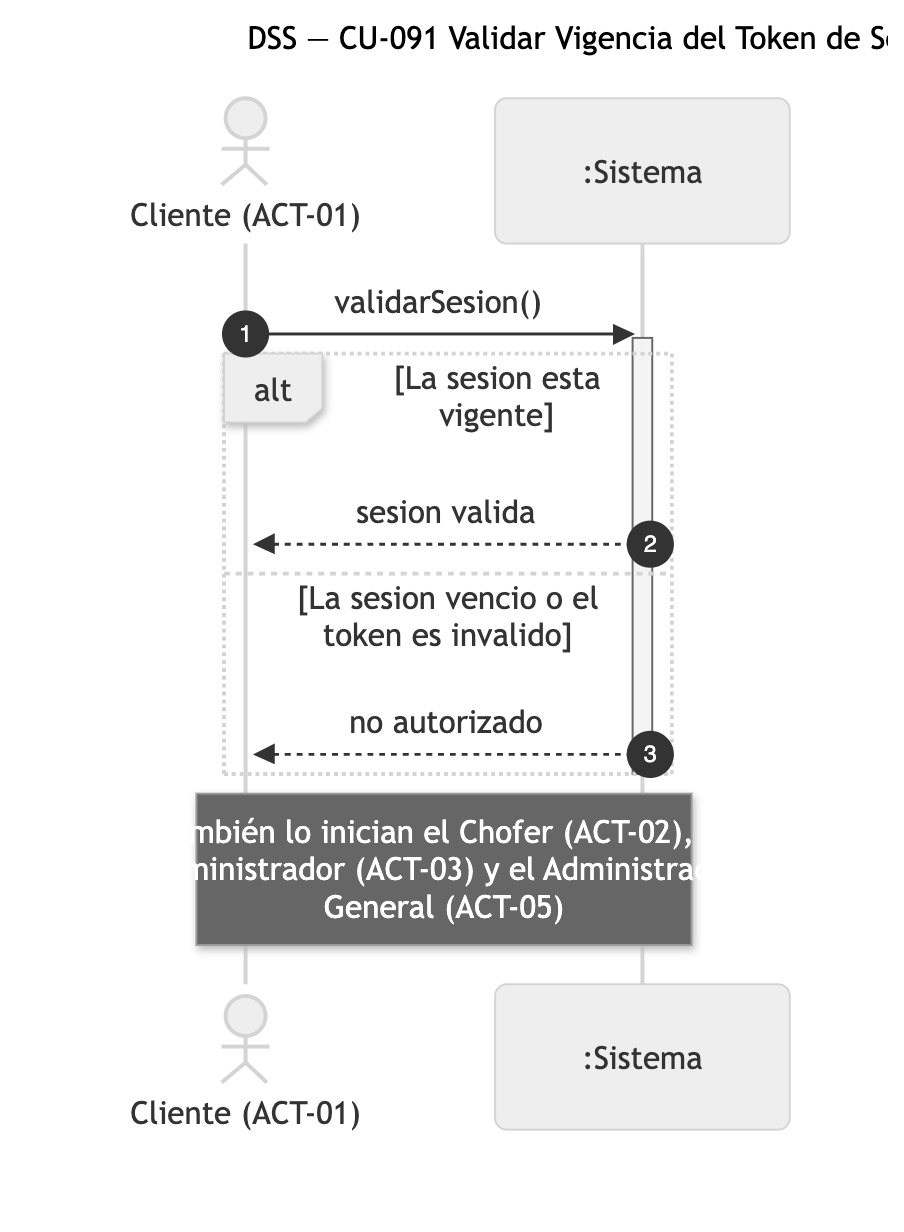 DSS — CU-091 Validar Vigencia del Token de
Cliente (ACT-01)
:Sistema
validarSesion()
1
alt
[La sesion esta
vigente]
sesion valida
2
[La sesion vencio o el
token es invalido]
no autorizado
3
lo inician el Chofer (ACT-02),
(ACT-03) y el
General (ACT-05)
Cliente (ACT-01)
:Sistema